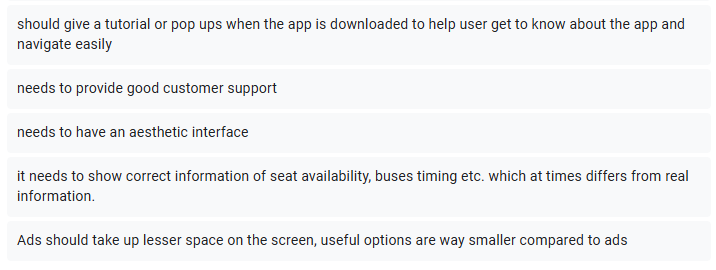 should give a tutorial or pop ups when the app is downloaded to help user get to know about the app and
navigate easily
needs to provide good customer support
needs to have an aesthetic interface
it needs to show correct information of seat availability, buses timing etc. which at times differs from real
information.
Ads should take up lesser space on the screen, useful options are way smaller compared to ads